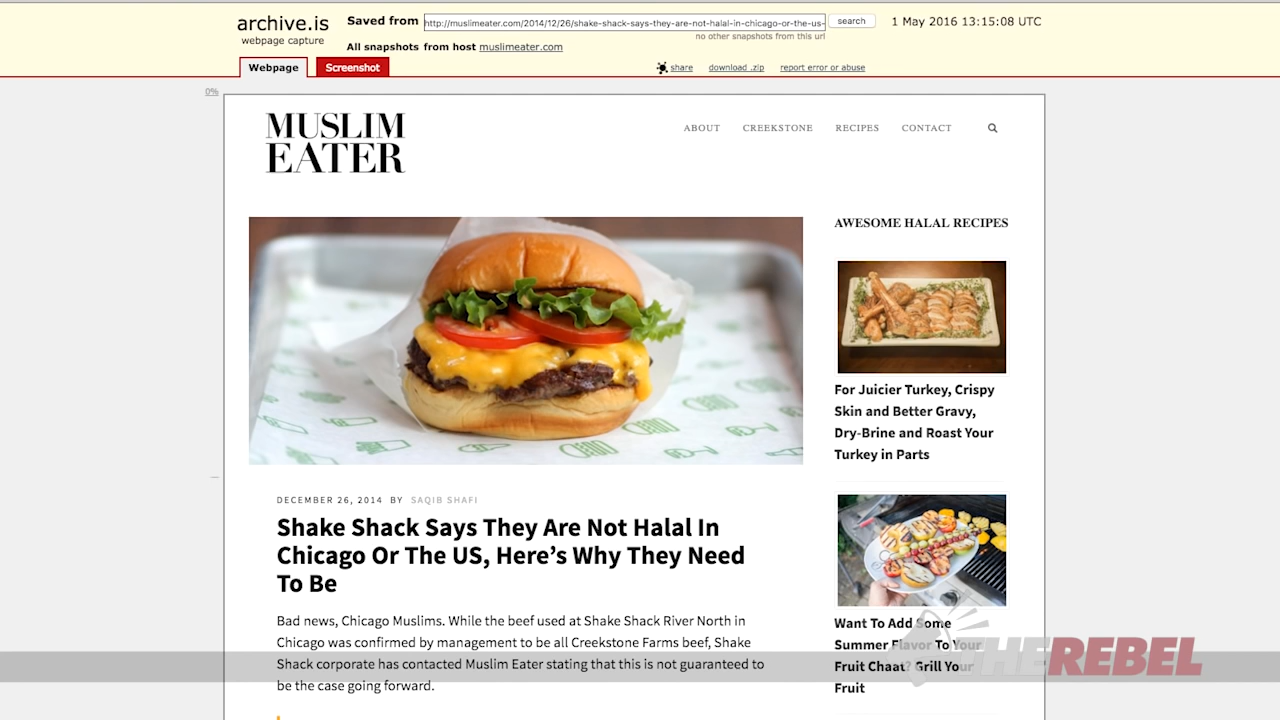 archive.is
webpage capture
Saved from
http://muslimeater.com/2014/12/26/shake-shack-says-they-are-not-halal-in-chicago-or-the-us-
search
1 May 2016 13:15:08 UTC
no other snapshots from this url
All snapshots from host muslimeater.com
Webpage
Screenshot
share
download .zip
report error or abuse
0%
MUSLIM
EATER
ABOUT
CREEKSTONE
RECIPES
CONTACT
DECEMBER 26, 2014 BY SAQIB SHAFI
Shake Shack Says They Are Not Halal In
Chicago Or The US, Here's Why They Need
To Be
Bad news, Chicago Muslims. While the beef used at Shake Shack River North in
Chicago was confirmed by management to be all Creekstone Farms beef, Shake
Shack corporate has contacted Muslim Eater stating that this is not guaranteed to
be the case going forward.
AWESOME HALAL RECIPES
For Juicier Turkey, Crispy
Skin and Better Gravy,
Dry-Brine and Roast Your
Turkey in Parts
Want To Add Some
Summer Flavor To Your
Fruit Chaat? Grill Your
Fruit
THEREBEL